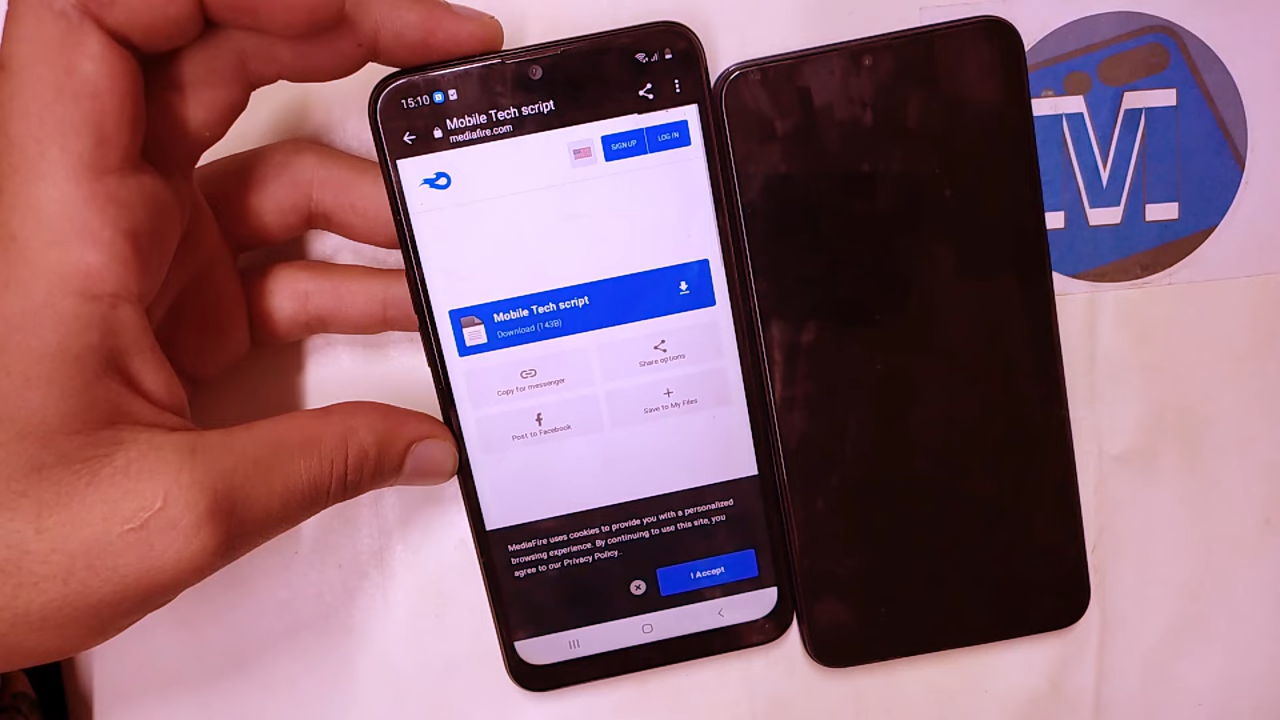 15:10
Mobile Tech script
mediafire.com
SIGN UP
LOG IN
Mobile Tech script
Download (143B)
Copy for messenger
Share options
Post to Facebook
Save to My Files
MediaFire uses cookies to provide you with a personalized
browsing experience. By continuing to use this site, you
agree to our Privacy Policy..
I Accept
M